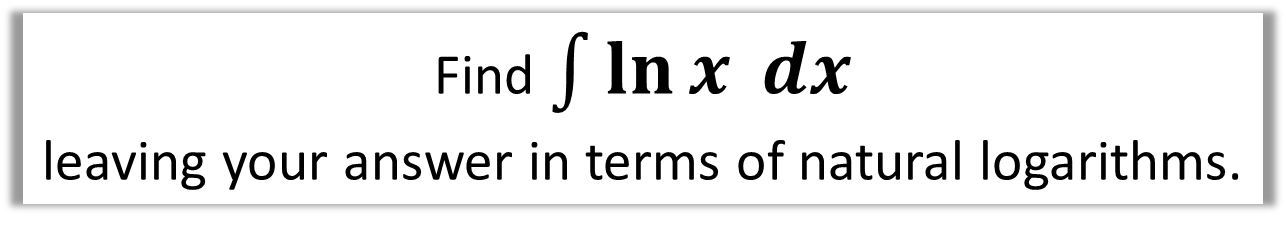 Find ∫ ln x dx
leaving your answer in terms of natural logarithms.